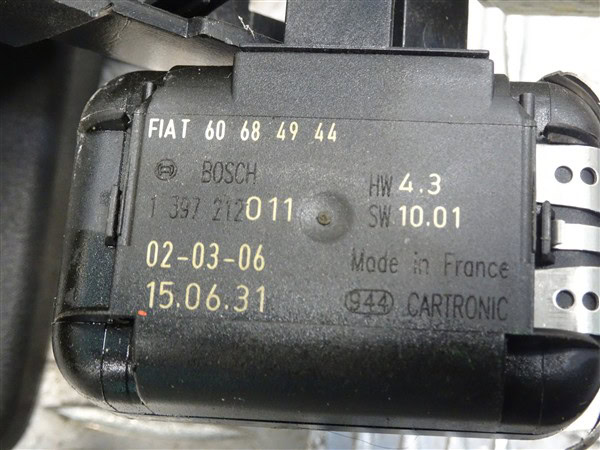 FIAT 60 68 49 44
BOSCH HW 4.3
1 397 212 011 SW 10.01
02-03-06 Made in France
15.06.31 944 CARTRONIC